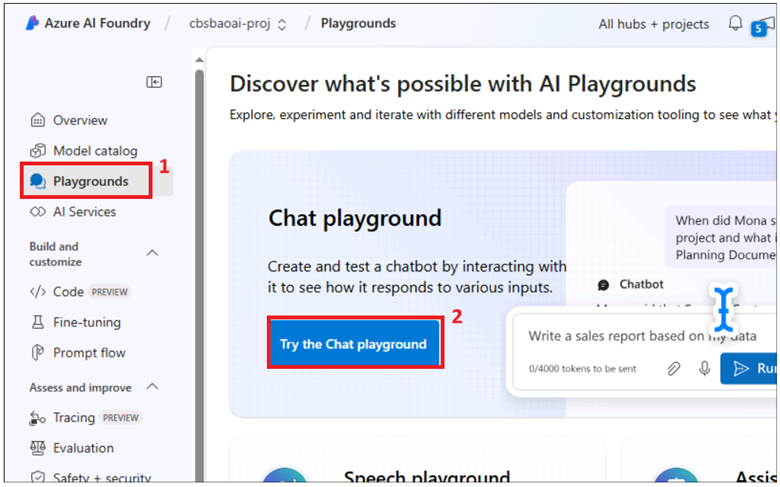 Azure AI Foundry / cbsbaoai-proj / Playgrounds
All hubs + projects
5
Overview
Model catalog
Playgrounds
1
AI Services
Build and
customize
Code PREVIEW
Fine-tuning
Prompt flow
Assess and improve
Tracing PREVIEW
Evaluation
Safety + security
Discover what's possible with AI Playgrounds
Explore, experiment and iterate with different models and customization tooling to see what
Chat playground
Create and test a chatbot by interacting with
it to see how it responds to various inputs.
Try the Chat playground
2
When did Mona s
project and what i
Planning Docume
Chatbot
Write a sales report based on my data
0/4000 tokens to be sent
Run
Speech playground
Assis